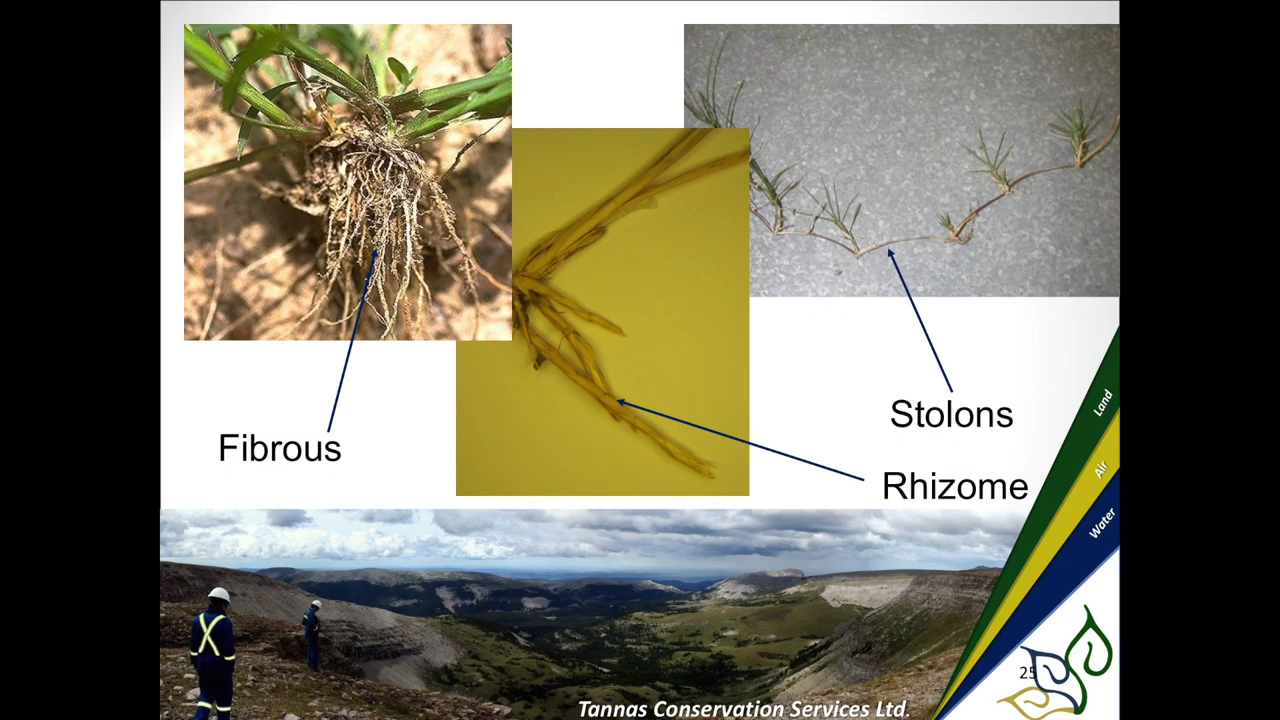 Fibrous
Stolons
Rhizome
Land
Air
Water
25
Tannas Conservation Services Ltd.